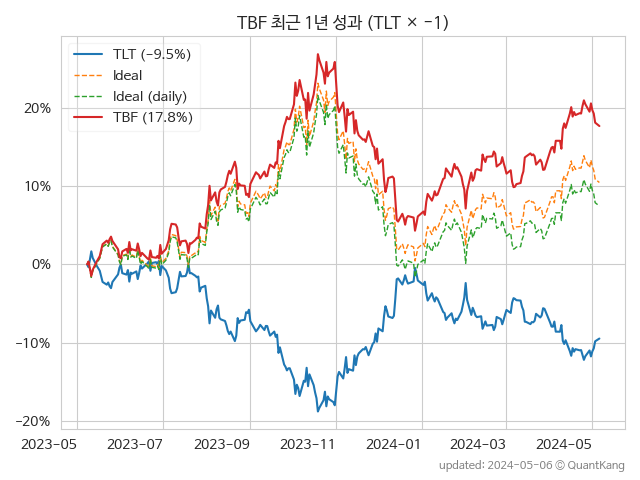 TBF 최근 1년 성과 (TLT × −1)
TLT (−9.5%)
Ideal
Ideal (daily)
TBF (17.8%)
20%
10%
0%
−10%
−20%
2023-05 2023-07 2023-09 2023-11 2024-01 2024-03 2024-05
updated: 2024-05-06 © QuantKang